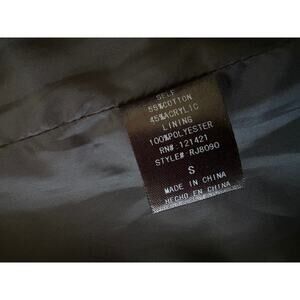 SELF
55%COTTON
45%ACRYLIC
LINING
100%POLYESTER
RN#:121421
STYLE# RJ8090
S
MADE IN CHINA
HECHO EN CHINA